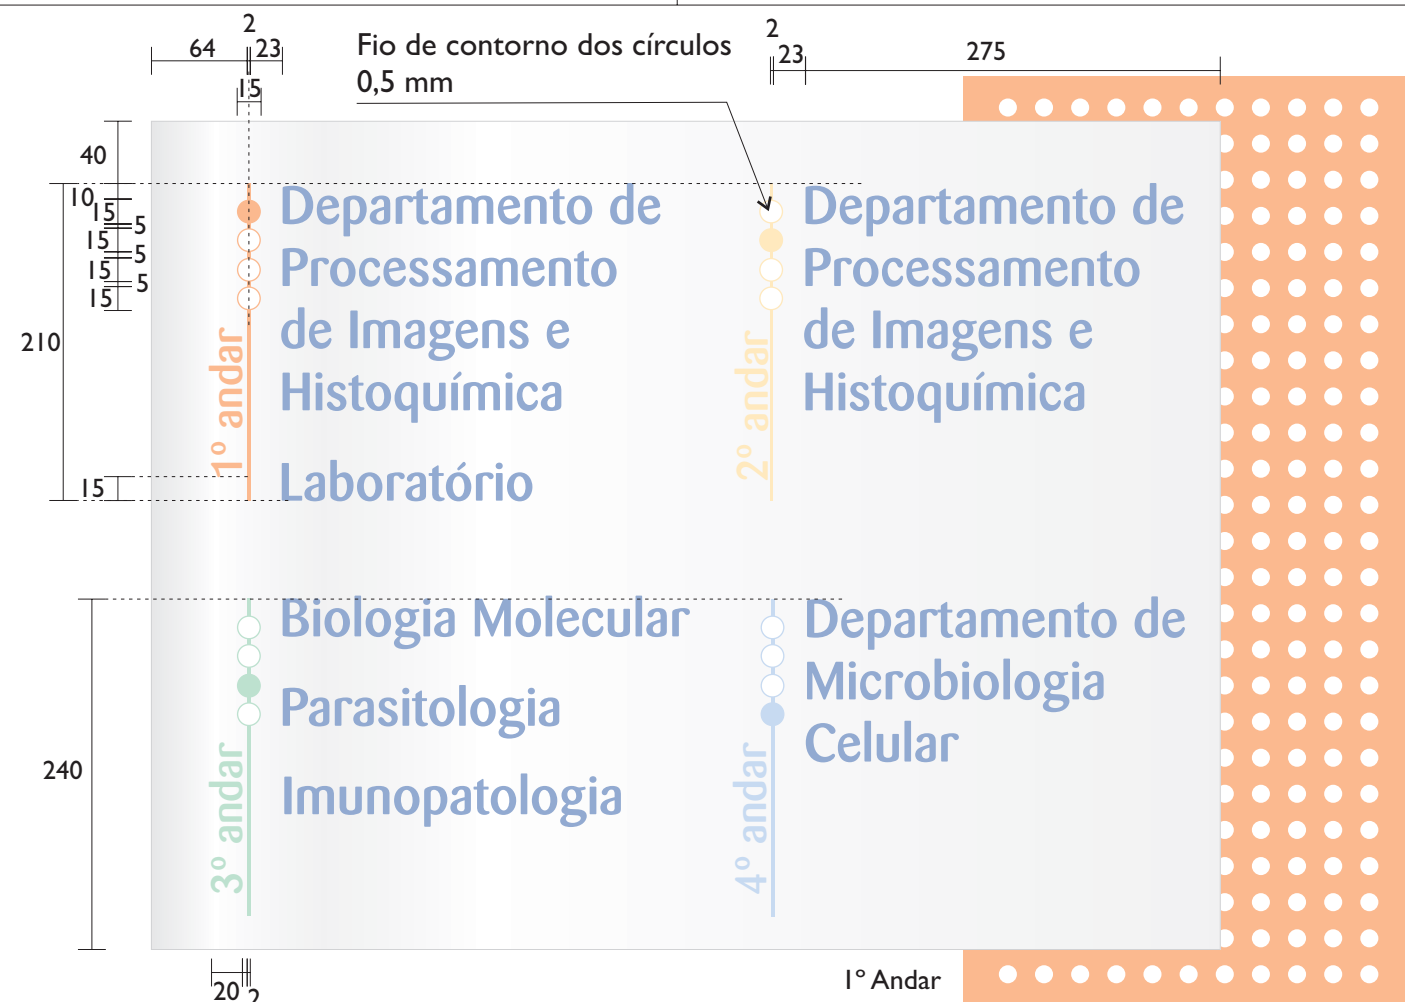 2
64
23
15
Fio de contorno dos círculos
0,5 mm
2
23
275
40
10
15
5
15
5
15
5
15
210
15
240
1º andar
Departamento de
Processamento
de Imagens e
Histoquímica
Laboratório
2º andar
Departamento de
Processamento
de Imagens e
Histoquímica
3º andar
Biologia Molecular
Parasitologia
Imunopatologia
4º andar
Departamento de
Microbiologia
Celular
20
2
1º Andar